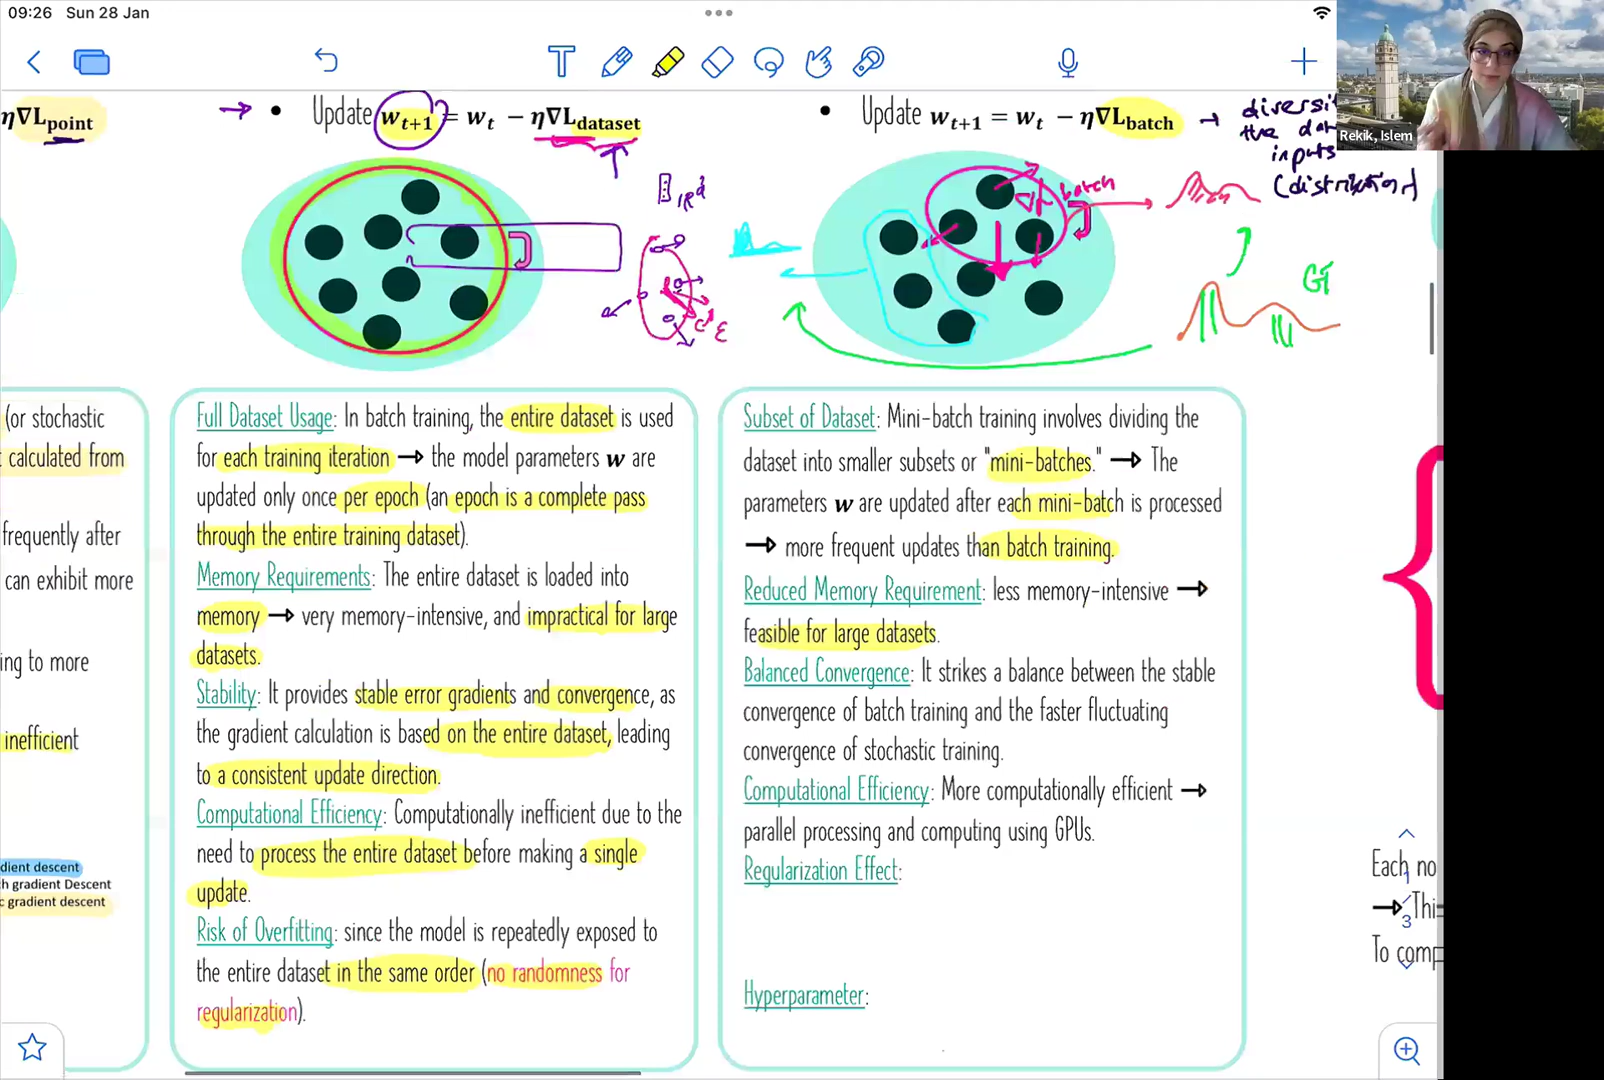 09:26 Sun 28 Jan
Rekik, Islem
η∇L_point
→ • Update w_{t+1} = w_t − η∇L_dataset
• Update w_{t+1} = w_t − η∇L_batch →
inputs
(distribution)
batch
GT
(or stochastic
calculated from
frequently after
can exhibit more
ing to more
inefficient
dient descent
h gradient Descent
c gradient descent
Full Dataset Usage: In batch training, the entire dataset is used
for each training iteration → the model parameters w are
updated only once per epoch (an epoch is a complete pass
through the entire training dataset).
Memory Requirements: The entire dataset is loaded into
memory → very memory-intensive, and impractical for large
datasets.
Stability: It provides stable error gradients and convergence, as
the gradient calculation is based on the entire dataset, leading
to a consistent update direction.
Computational Efficiency: Computationally inefficient due to the
need to process the entire dataset before making a single
update.
Risk of Overfitting: since the model is repeatedly exposed to
the entire dataset in the same order (no randomness for
regularization).
Subset of Dataset: Mini-batch training involves dividing the
dataset into smaller subsets or "mini-batches." → The
parameters w are updated after each mini-batch is processed
→ more frequent updates than batch training.
Reduced Memory Requirement: less memory-intensive →
feasible for large datasets.
Balanced Convergence: It strikes a balance between the stable
convergence of batch training and the faster fluctuating
convergence of stochastic training.
Computational Efficiency: More computationally efficient →
parallel processing and computing using GPUs.
Regularization Effect:
Hyperparameter:
Each no
→ Thi
To comp